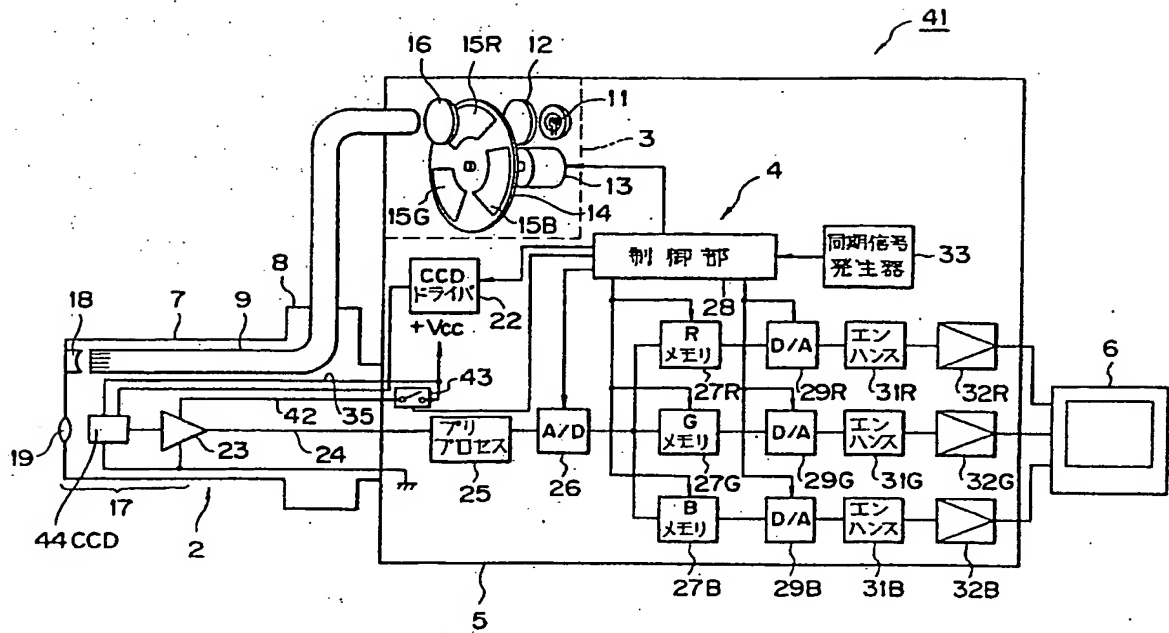 41
16
15R
12
11
3
13
15G
15B
14
4
制御部
28
同期信号
発生器
33
8
7
9
18
CCD
ドライバ
22
+Vcc
43
42
35
19
23
24
17
2
44CCD
プリ
プロセス
25
A/D
26
R
メモリ
27R
D/A
29R
エン
ハンス
31R
32R
6
G
メモリ
27G
D/A
29G
エン
ハンス
31G
32G
B
メモリ
27B
D/A
29B
エン
ハンス
31B
32B
5